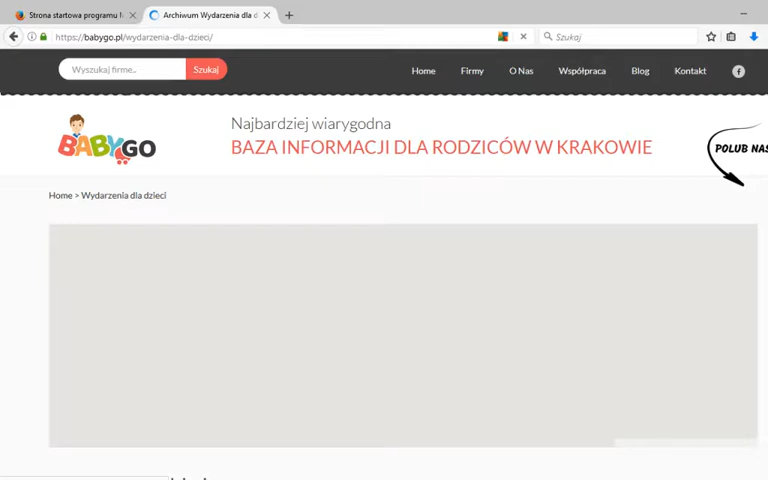 Strona startowa programu
Archiwum Wydarzenia dla d
https://babygo.pl/wydarzenia-dla-dzieci/
Szukaj
Wyszukaj firmę..
Szukaj
Home
Firmy
O Nas
Współpraca
Blog
Kontakt
BABYGO
Najbardziej wiarygodna
BAZA INFORMACJI DLA RODZICÓW W KRAKOWIE
POLUB NAS
Home > Wydarzenia dla dzieci